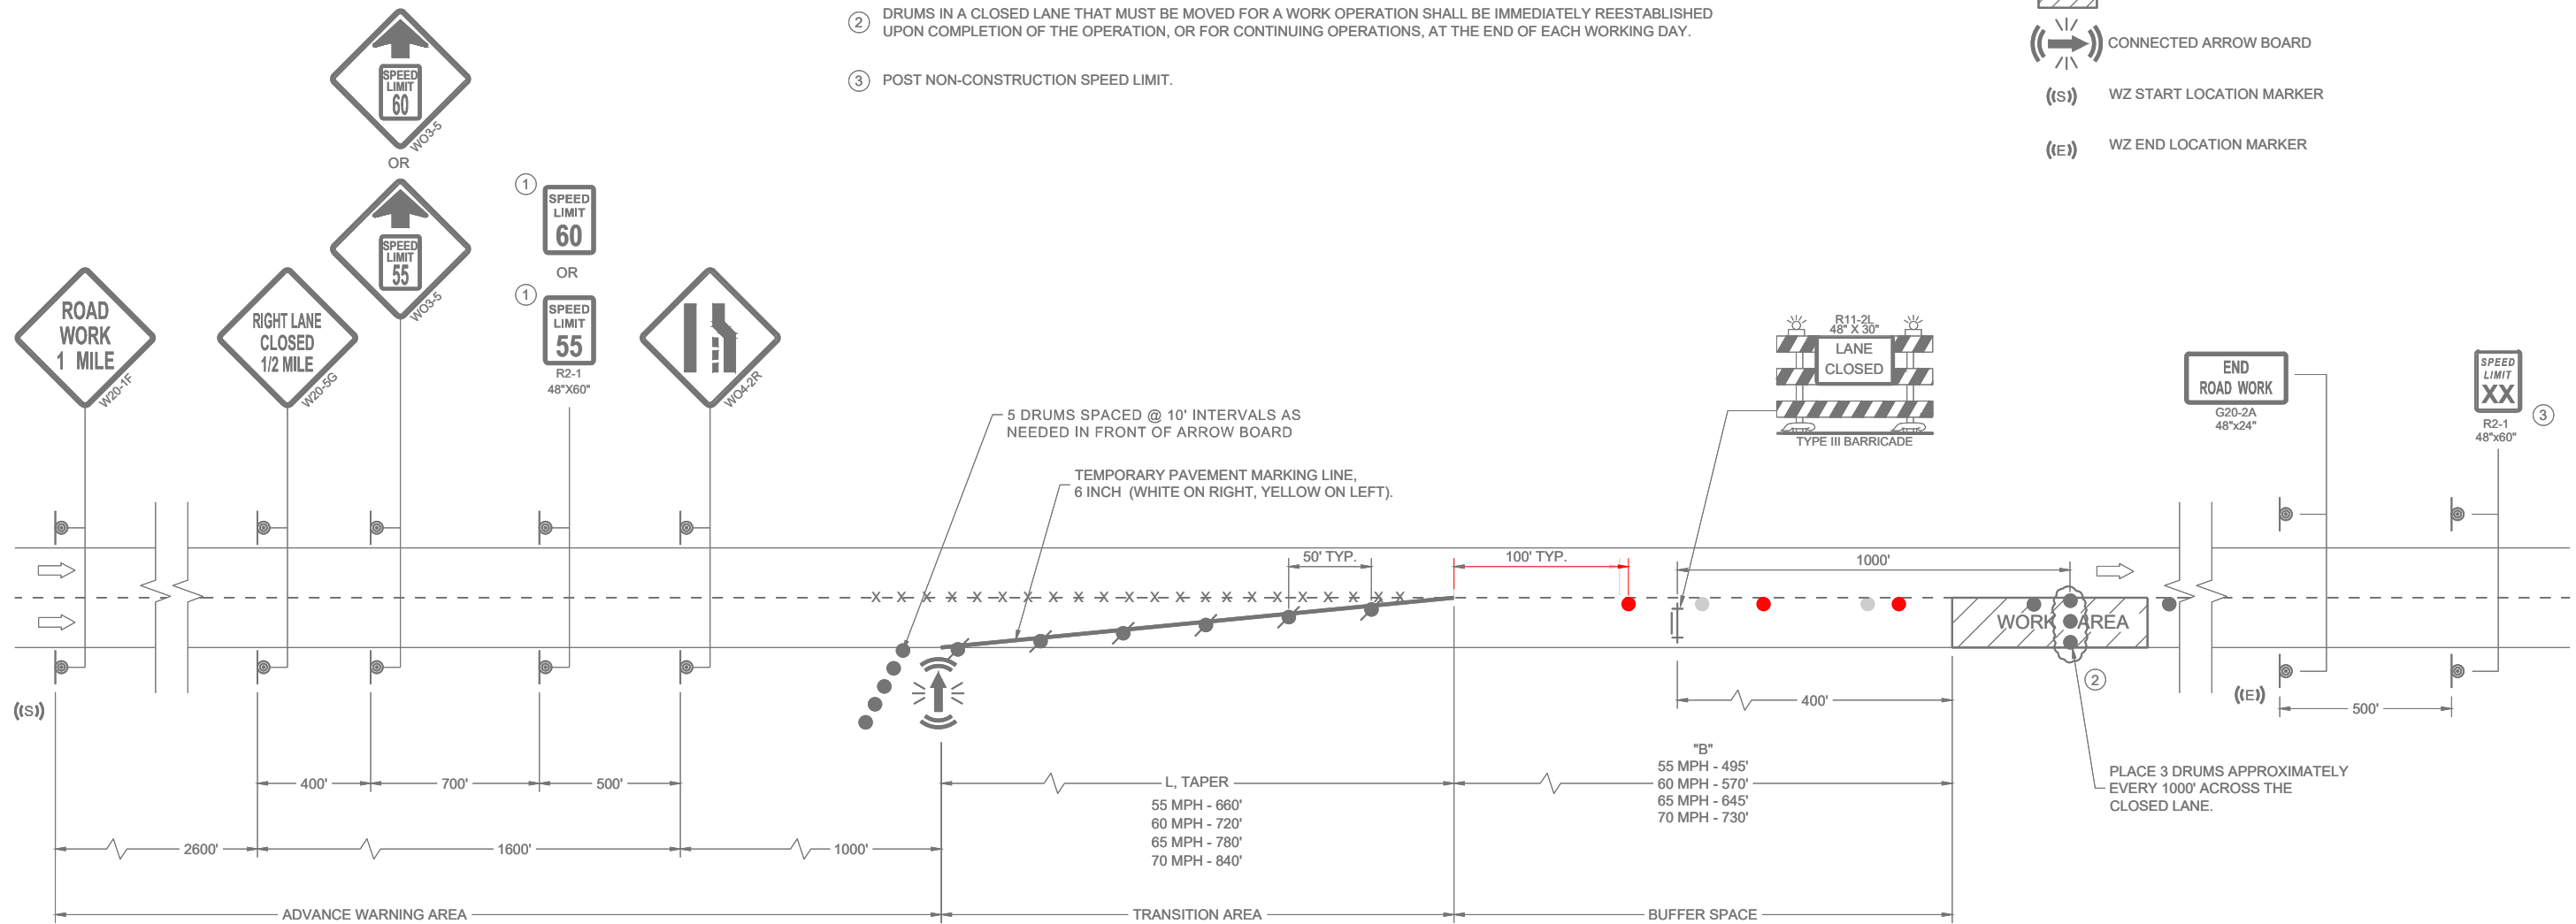 2 DRUMS IN A CLOSED LANE THAT MUST BE MOVED FOR A WORK OPERATION SHALL BE IMMEDIATELY REESTABLISHED
UPON COMPLETION OF THE OPERATION, OR FOR CONTINUING OPERATIONS, AT THE END OF EACH WORKING DAY.
3 POST NON-CONSTRUCTION SPEED LIMIT.
CONNECTED ARROW BOARD
((S)) WZ START LOCATION MARKER
((E)) WZ END LOCATION MARKER
SPEED
LIMIT
60
WO3-5
OR
SPEED
LIMIT
55
WO3-5
1
SPEED
LIMIT
60
OR
1
SPEED
LIMIT
55
R2-1
48"X60"
ROAD
WORK
1 MILE
W20-1F
RIGHT LANE
CLOSED
1/2 MILE
W20-5G
WO4-2R
5 DRUMS SPACED @ 10' INTERVALS AS
NEEDED IN FRONT OF ARROW BOARD
TEMPORARY PAVEMENT MARKING LINE,
6 INCH (WHITE ON RIGHT, YELLOW ON LEFT).
R11-2L
48" X 30"
LANE
CLOSED
TYPE III BARRICADE
END
ROAD WORK
G20-2A
48"x24"
SPEED
LIMIT
XX
3
R2-1
48"x60"
50' TYP.
100' TYP.
1000'
X X X X X X X X X X X X X X X X X X X X X
WORK AREA
2
((S))
((E))
400'
500'
400'
700'
500'
L, TAPER
55 MPH - 660'
60 MPH - 720'
65 MPH - 780'
70 MPH - 840'
"B"
55 MPH - 495'
60 MPH - 570'
65 MPH - 645'
70 MPH - 730'
PLACE 3 DRUMS APPROXIMATELY
EVERY 1000' ACROSS THE
CLOSED LANE.
2600'
1600'
1000'
ADVANCE WARNING AREA
TRANSITION AREA
BUFFER SPACE